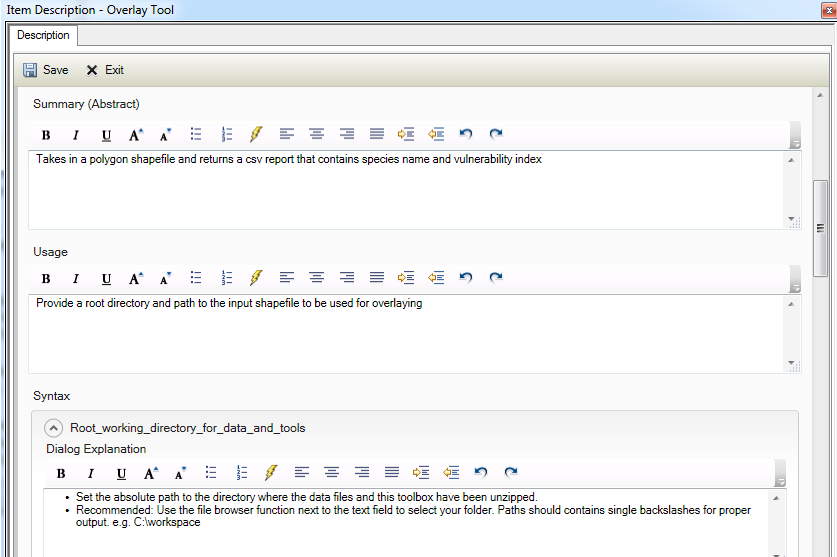 Item Description - Overlay Tool
Description
Save Exit
Summary (Abstract)
B I U A A
Takes in a polygon shapefile and returns a csv report that contains species name and vulnerability index
Usage
B I U A A
Provide a root directory and path to the input shapefile to be used for overlaying
Syntax
Root_working_directory_for_data_and_tools
Dialog Explanation
B I U A A
• Set the absolute path to the directory where the data files and this toolbox have been unzipped.
• Recommended: Use the file browser function next to the text field to select your folder. Paths should contains single backslashes for proper
output. e.g. C:\workspace